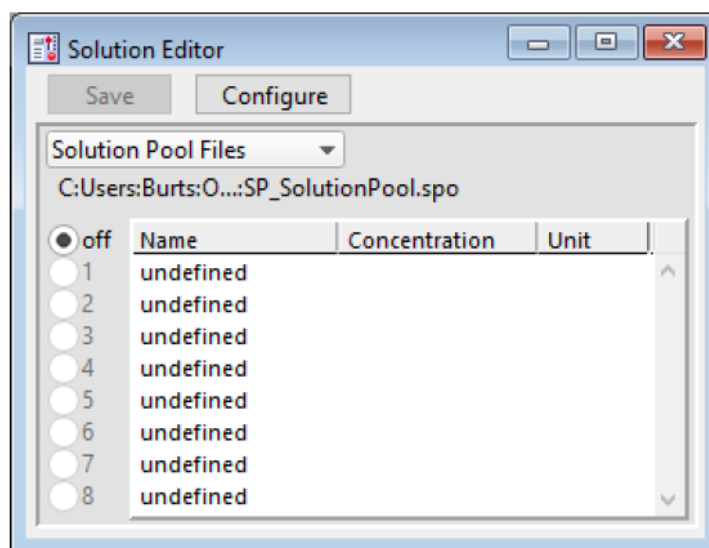 Solution Editor
Save Configure
Solution Pool Files
C:Users:Burts:O...:SP_SolutionPool.spo
off Name Concentration Unit
1 undefined
2 undefined
3 undefined
4 undefined
5 undefined
6 undefined
7 undefined
8 undefined